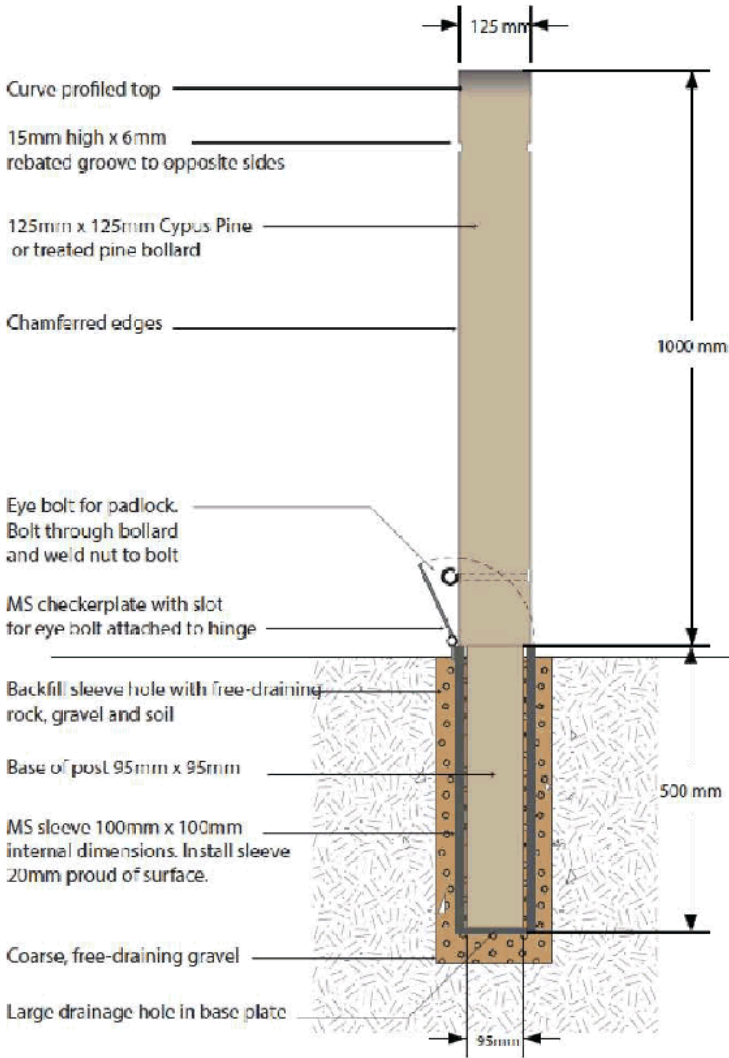 125 mm
Curve profiled top
15mm high x 6mm
rebated groove to opposite sides
125mm x 125mm Cypus Pine
or treated pine bollard
Chamferred edges
1000 mm
Eye bolt for padlock.
Bolt through bollard
and weld nut to bolt
MS checkerplate with slot
for eye bolt attached to hinge
Backfill sleeve hole with free-draining
rock, gravel and soil
Base of post 95mm x 95mm
500 mm
MS sleeve 100mm x 100mm
internal dimensions. Install sleeve
20mm proud of surface.
Coarse, free-draining gravel
Large drainage hole in base plate
95mm